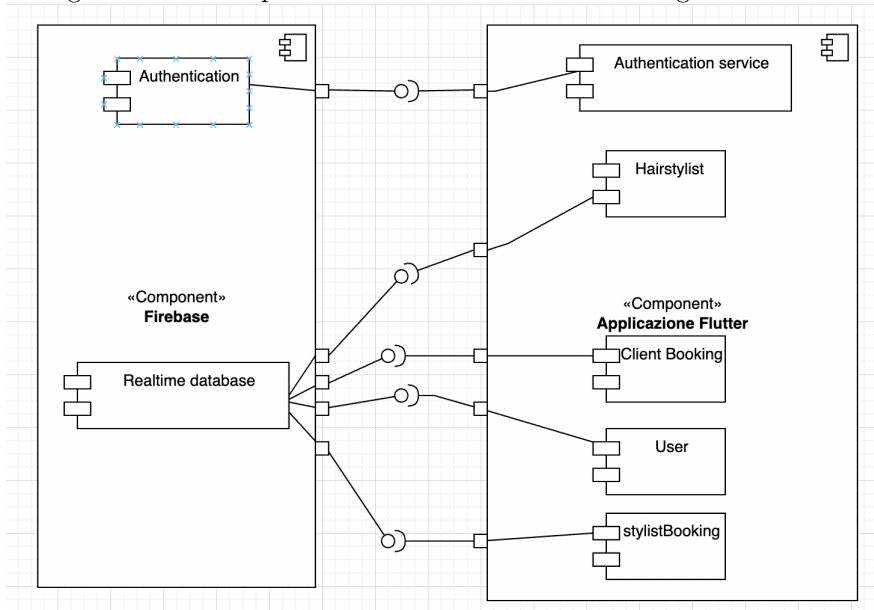 Authentication
Authentication service
Hairstylist
«Component»
Firebase
«Component»
Applicazione Flutter
Client Booking
Realtime database
User
stylistBooking